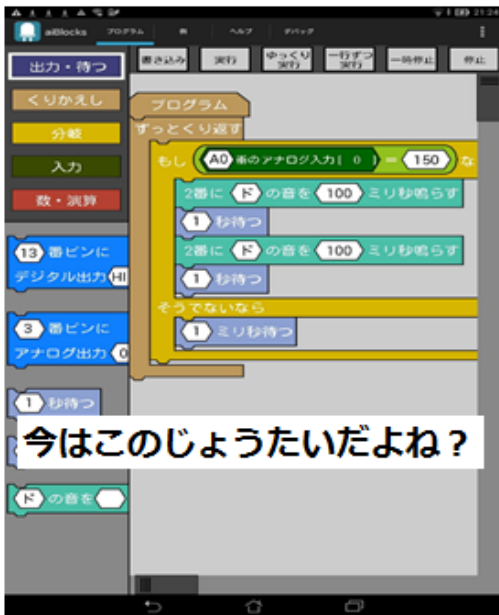 21:24
aiBlocks プログラム 例 ヘルプ デバッグ
出力・待つ 書き込み 実行 ゆっくり実行 一行ずつ実行 一時停止 停止
くりかえし
分岐
入力
数・演算
プログラム
ずっとくり返す
もし A0 番のアナログ入力[ 0 ] = 150 な
2番に ド の音を 100 ミリ秒鳴らす
1 秒待つ
2番に ド の音を 100 ミリ秒鳴らす
1 秒待つ
そうでないなら
1 ミリ秒待つ
13 番ピンに
デジタル出力 HI
3 番ピンに
アナログ出力 0
1 秒待つ
今はこのじょうたいだよね?
ド の音を